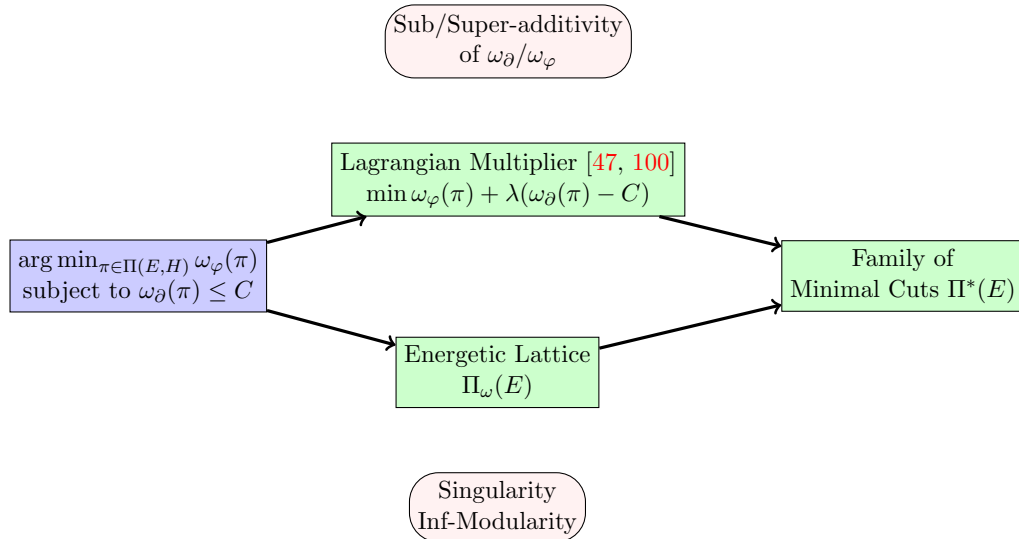 Sub/Super-additivity
of ω∂/ωφ
Lagrangian Multiplier [47, 100]
min ωφ(π) + λ(ω∂(π) − C)
arg minπ∈Π(E,H) ωφ(π)
subject to ω∂(π) ≤ C
Family of
Minimal Cuts Π*(E)
Energetic Lattice
Πω(E)
Singularity
Inf-Modularity